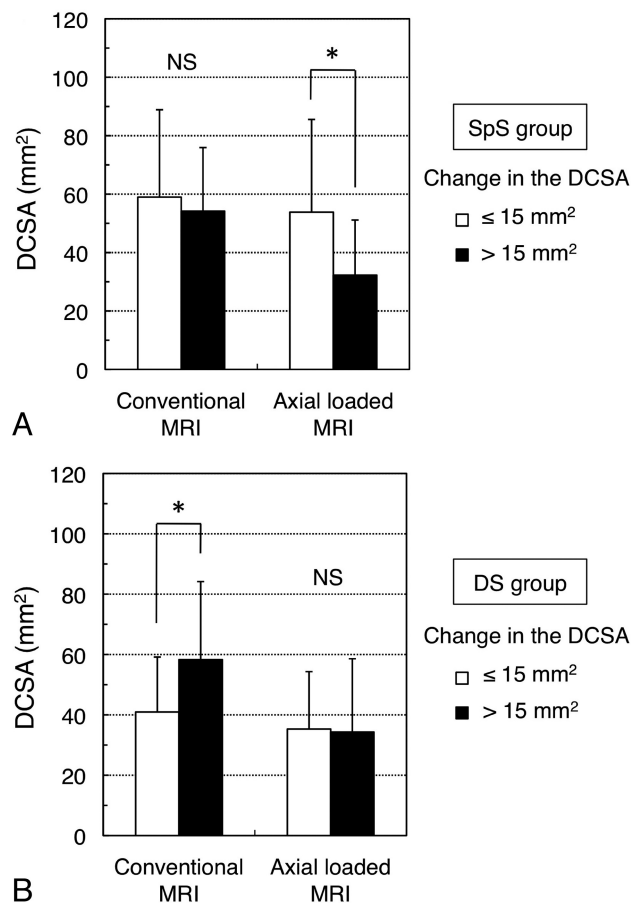 120
100
80
60
40
20
0
DCSA (mm²)
NS
*
Conventional
MRI
Axial loaded
MRI
SpS group
Change in the DCSA
≤ 15 mm²
> 15 mm²
A
120
100
80
60
40
20
0
DCSA (mm²)
*
NS
Conventional
MRI
Axial loaded
MRI
DS group
Change in the DCSA
≤ 15 mm²
> 15 mm²
B